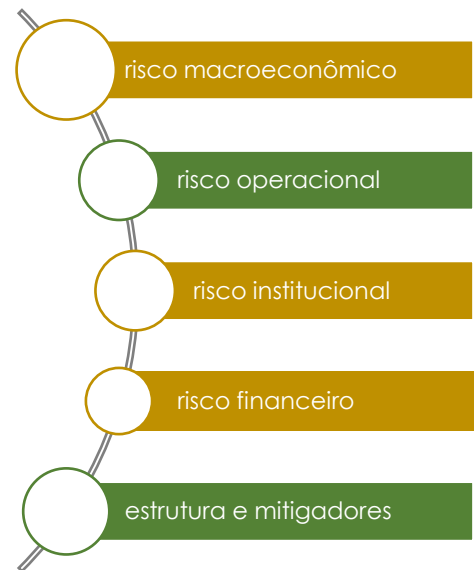 risco macroeconômico
risco operacional
risco institucional
risco financeiro
estrutura e mitigadores